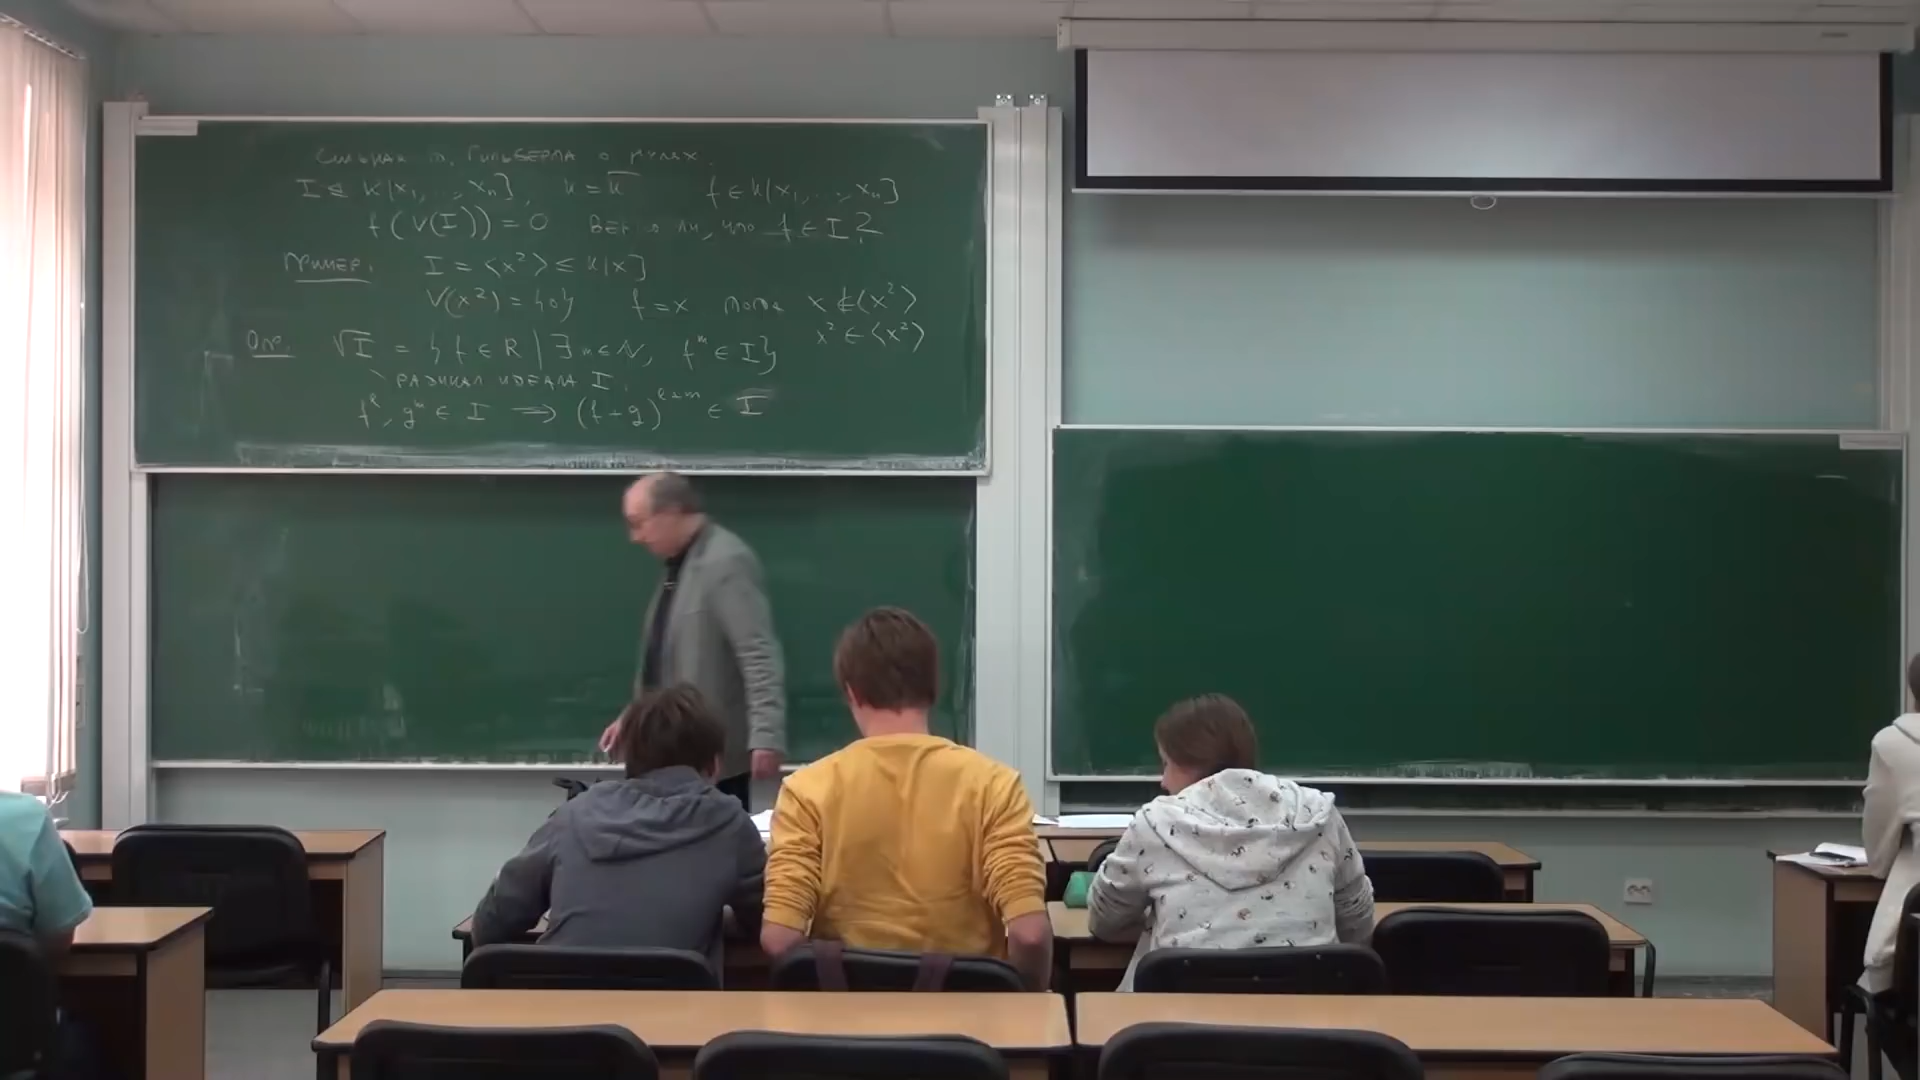 Сильная т. Гильберта о нулях.
I ≤ K[x₁,..,xₙ], K = K̅ f ∈ K[x₁,..,xₙ]
f(V(I)) = 0 Верно ли, что f ∈ I?
Пример. I = <x²> ≤ K[x]
V(x²) = {0} f = x тогда x ∉ <x²>
x² ∈ <x²>
Опр. √I = { f ∈ R | ∃ m ∈ N, fᵐ ∈ I}
радикал идеала I.
fˡ, gᵐ ∈ I ⟹ (f+g)ˡ⁺ᵐ ∈ I